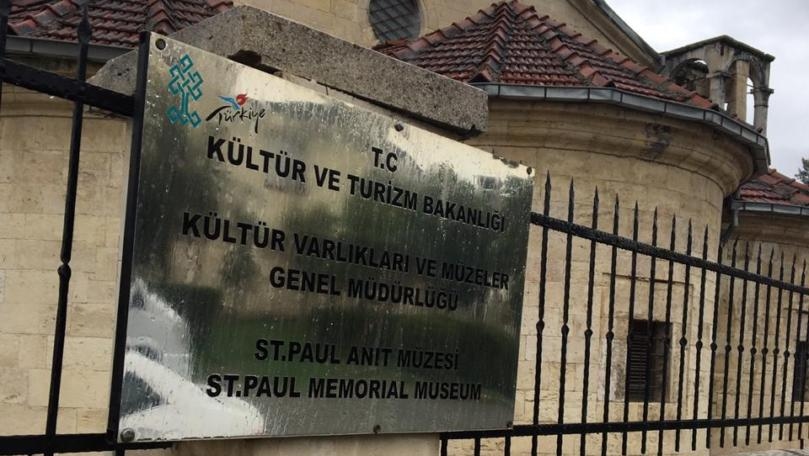 Türkiye
T.C
KÜLTÜR VE TURİZM BAKANLIĞI
KÜLTÜR VARLIKLARI VE MÜZELER
GENEL MÜDÜRLÜĞÜ
ST.PAUL ANIT MÜZESİ
ST.PAUL MEMORIAL MUSEUM